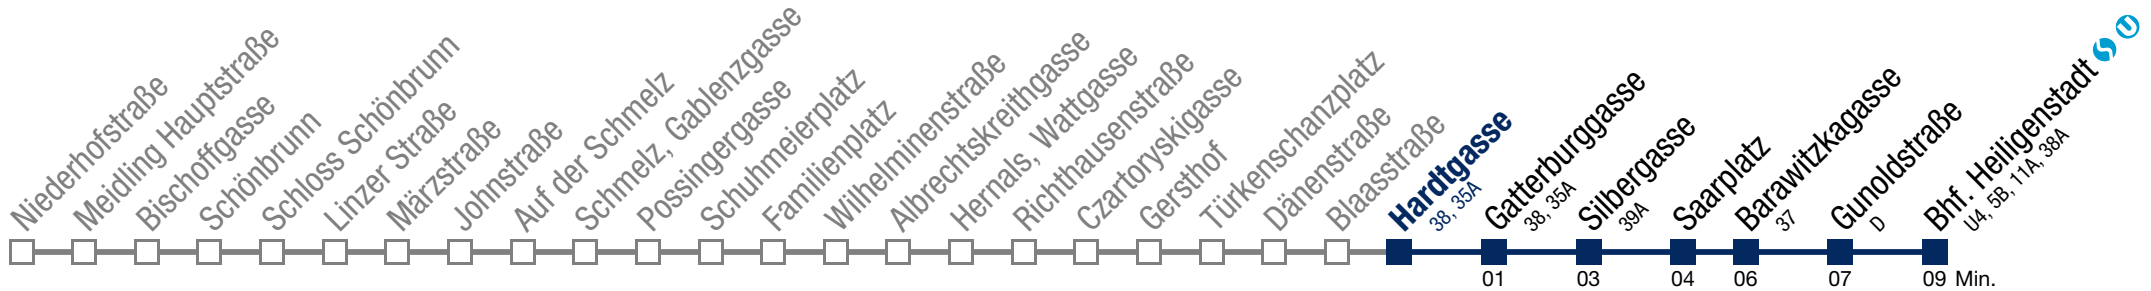 Niederhofstraße
Meidling Hauptstraße
Bischoffgasse
Schönbrunn
Schloss Schönbrunn
Linzer Straße
Märzstraße
Johnstraße
Auf der Schmelz
Schmelz, Gablenzgasse
Possingergasse
Schuhmeierplatz
Familienplatz
Wilhelminenstraße
Albrechtskreithgasse
Hernals, Wattgasse
Richthausenstraße
Czartoryskigasse
Gersthof
Türkenschanzplatz
Dänenstraße
Blaasstraße
Hardtgasse
38, 35A
Gatterburggasse
38, 35A
Silbergasse
39A
Saarplatz
Barawitzkagasse
37
Gunoldstraße
D
Bhf. Heiligenstadt S U
U4, 5B, 11A, 38A
01 03 04 06 07 09 Min.